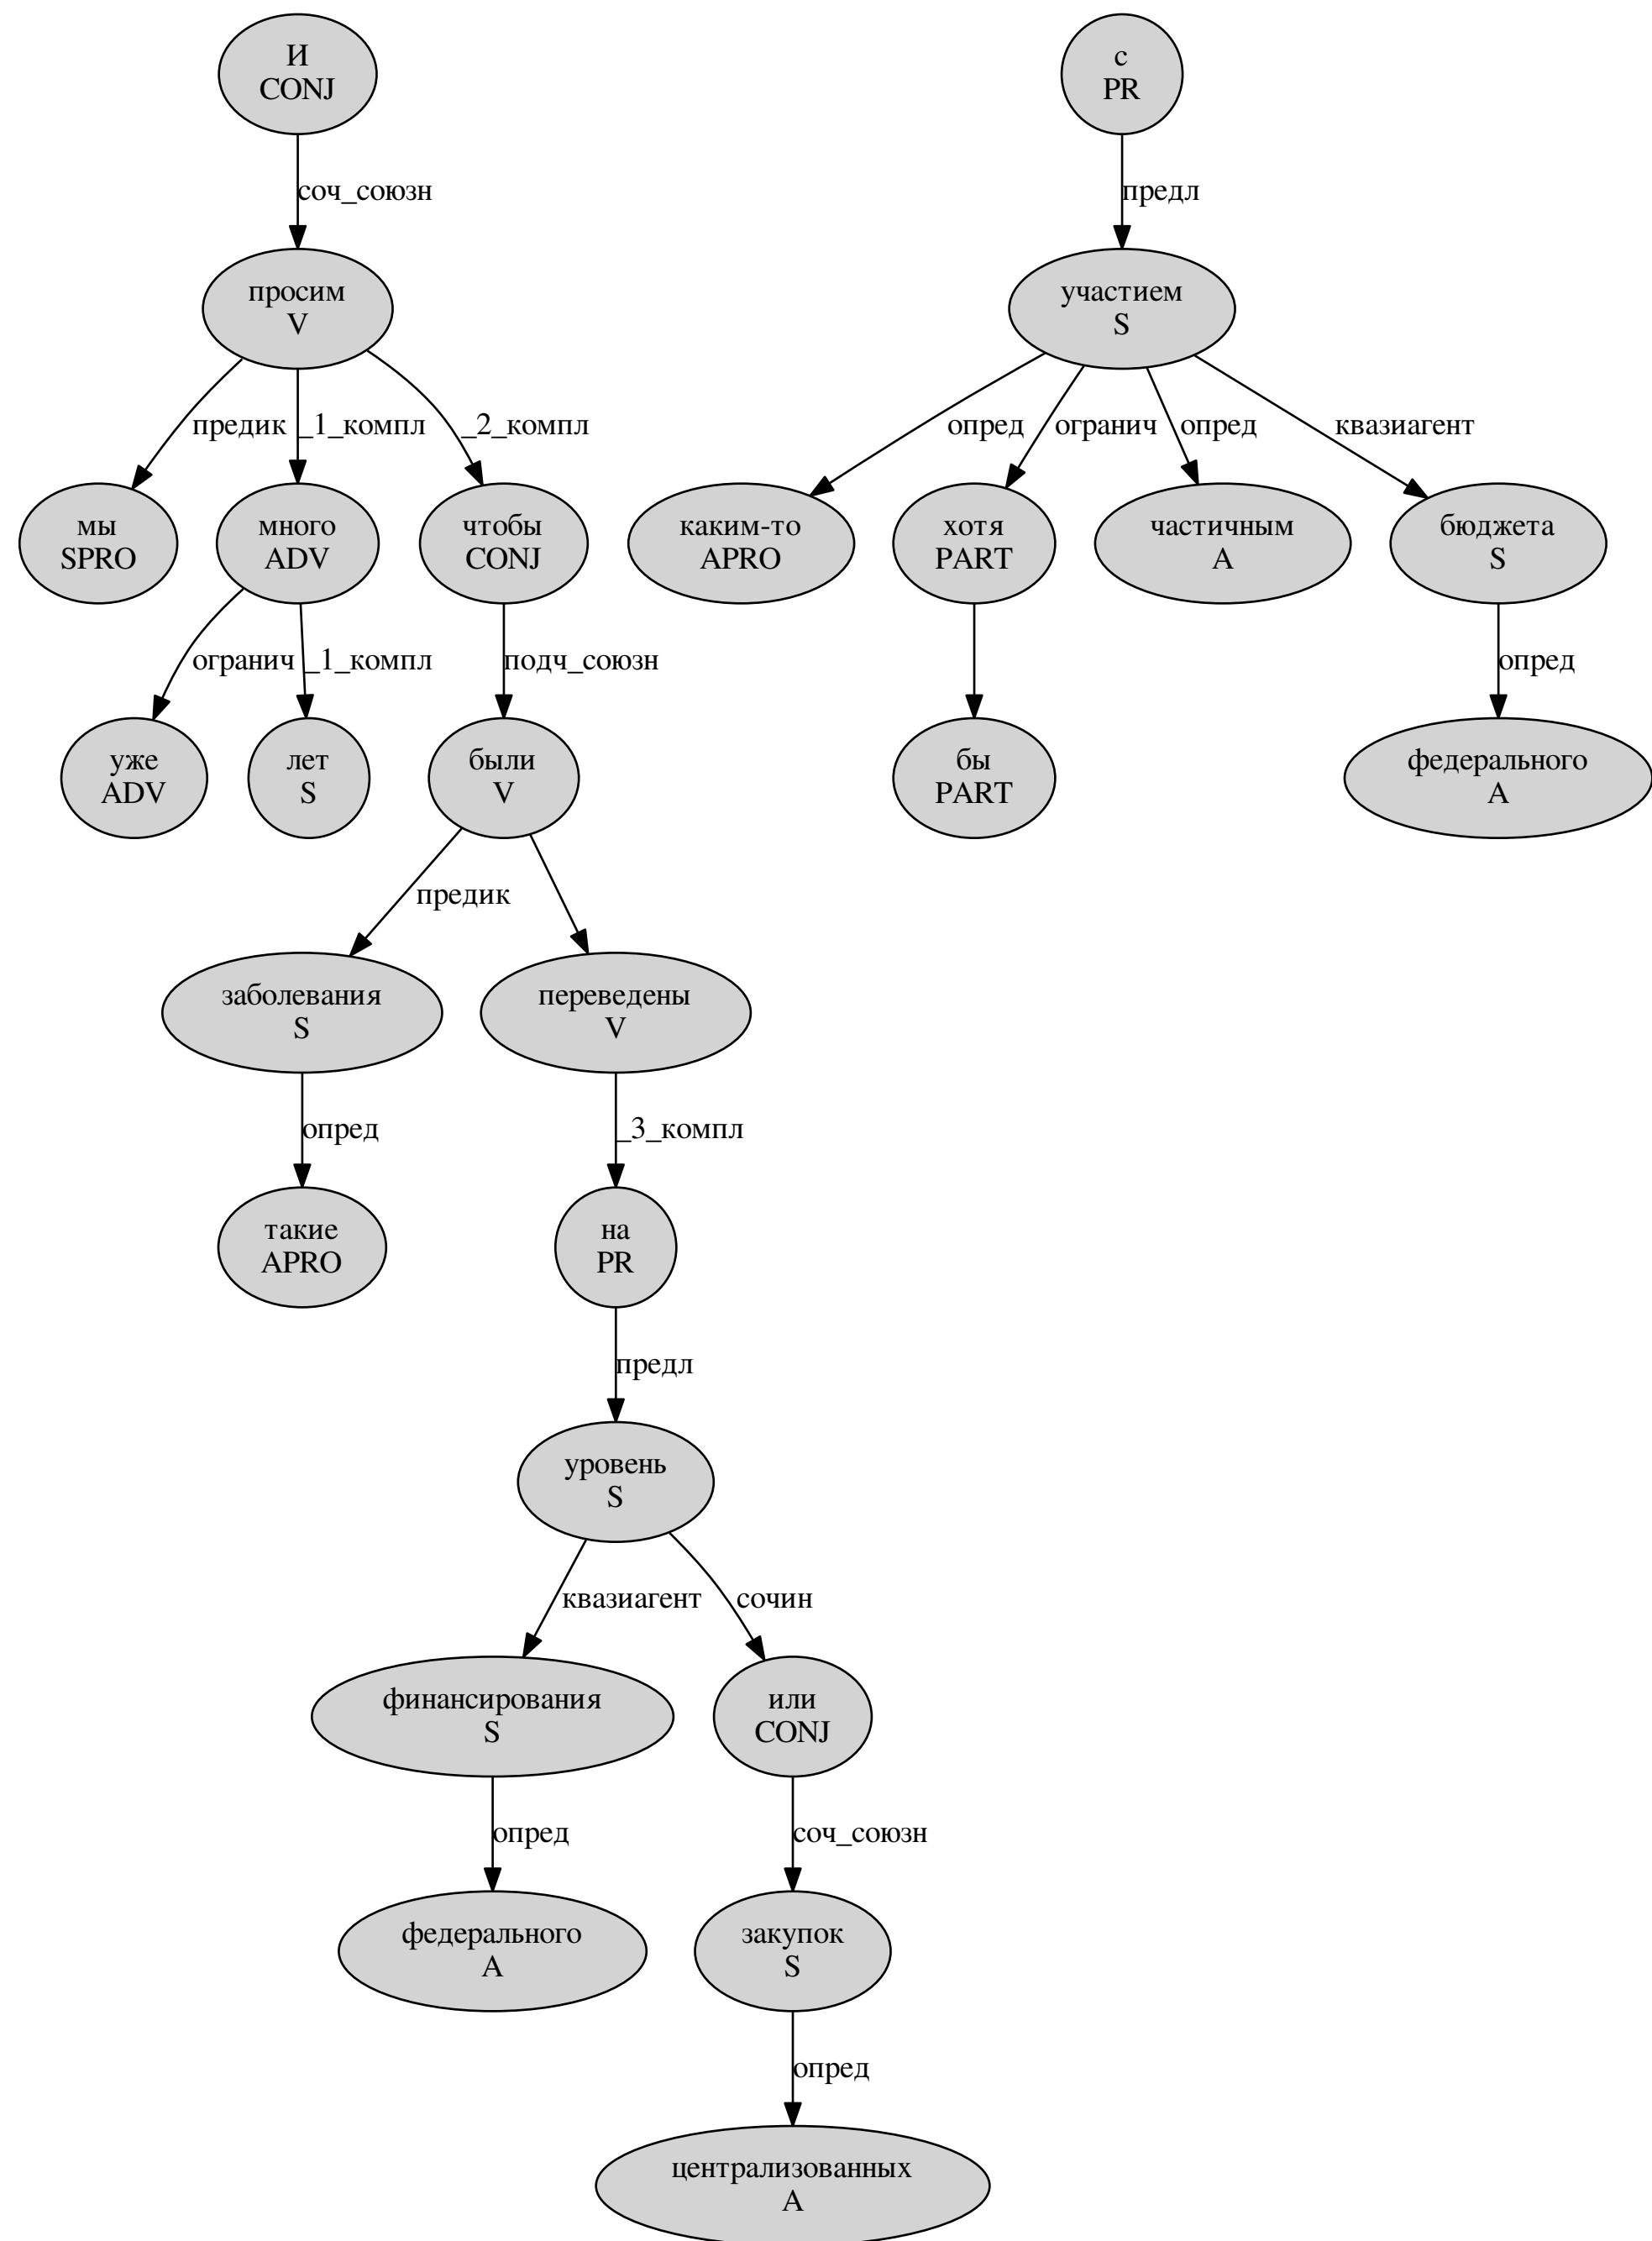 И
CONJ
с
PR
соч_союзн
предл
просим
V
участием
S
предик
_1_компл
_2_компл
опред
огранич
опред
квазиагент
мы
SPRO
много
ADV
чтобы
CONJ
каким-то
APRO
хотя
PART
частичным
A
бюджета
S
огранич
_1_компл
подч_союзн
опред
уже
ADV
лет
S
были
V
бы
PART
федерального
A
предик
заболевания
S
переведены
V
опред
_3_компл
такие
APRO
на
PR
предл
уровень
S
квазиагент
сочин
финансирования
S
или
CONJ
опред
соч_союзн
федерального
A
закупок
S
опред
централизованных
A